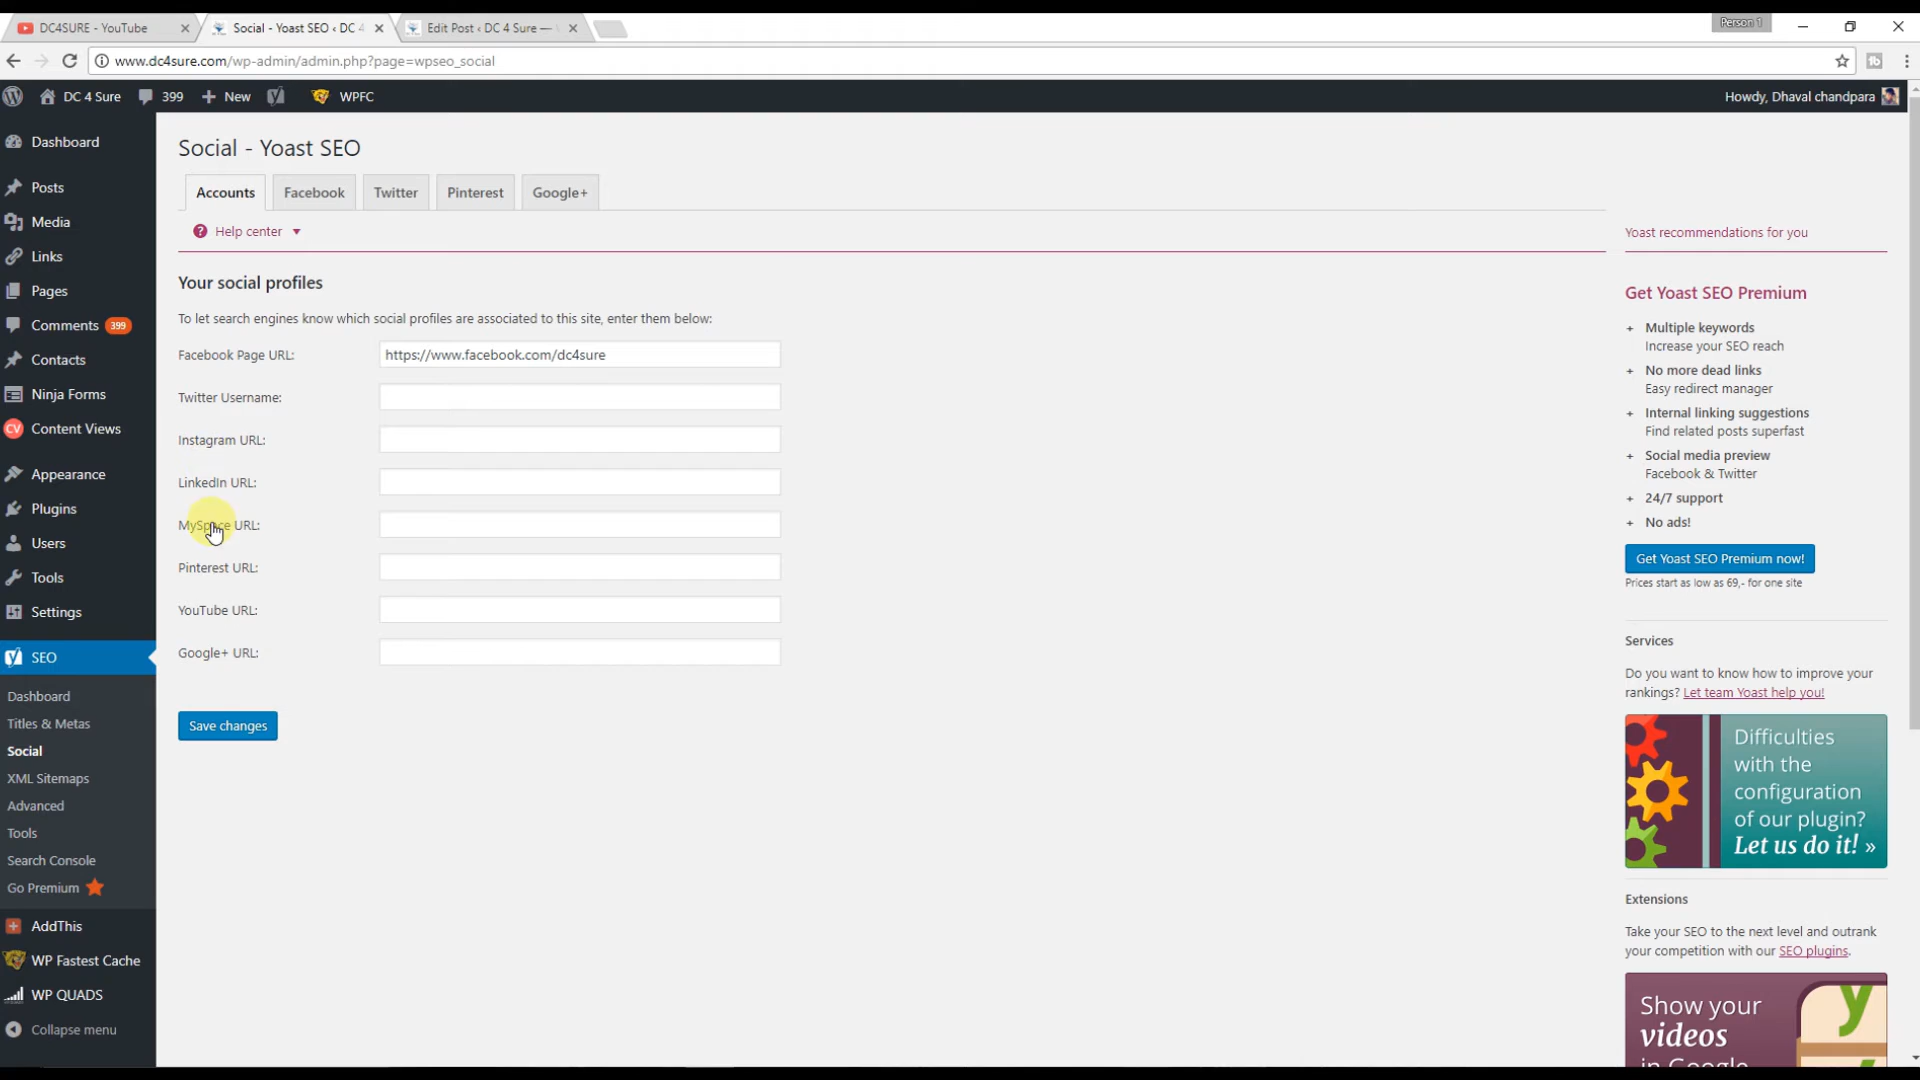 DC4SURE - YouTube
Social - Yoast SEO ‹ DC 4
Edit Post ‹ DC 4 Sure —
Person 1
www.dc4sure.com/wp-admin/admin.php?page=wpseo_social
DC 4 Sure
399
New
WPFC
Howdy, Dhaval chandpara
Dashboard
Posts
Media
Links
Pages
Comments 399
Contacts
Ninja Forms
CV Content Views
Appearance
Plugins
Users
Tools
Settings
SEO
Dashboard
Titles & Metas
Social
XML Sitemaps
Advanced
Tools
Search Console
Go Premium
AddThis
WP Fastest Cache
WP QUADS
Collapse menu
Social - Yoast SEO
Accounts
Facebook
Twitter
Pinterest
Google+
Help center
Your social profiles
To let search engines know which social profiles are associated to this site, enter them below:
Facebook Page URL:
https://www.facebook.com/dc4sure
Twitter Username:
Instagram URL:
LinkedIn URL:
MySpace URL:
Pinterest URL:
YouTube URL:
Google+ URL:
Save changes
Yoast recommendations for you
Get Yoast SEO Premium
+ Multiple keywords
Increase your SEO reach
+ No more dead links
Easy redirect manager
+ Internal linking suggestions
Find related posts superfast
+ Social media preview
Facebook & Twitter
+ 24/7 support
+ No ads!
Get Yoast SEO Premium now!
Prices start as low as 69,- for one site
Services
Do you want to know how to improve your
rankings? Let team Yoast help you!
Difficulties
with the
configuration
of our plugin?
Let us do it! »
Extensions
Take your SEO to the next level and outrank
your competition with our SEO plugins.
Show your
videos
in Google